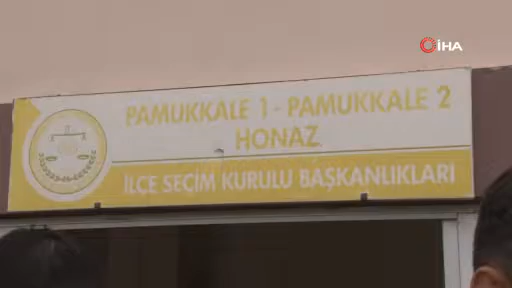 İHA
PAMUKKALE 1 - PAMUKKALE 2
HONAZ
İLÇE SEÇİM KURULU BAŞKANLIKLARI